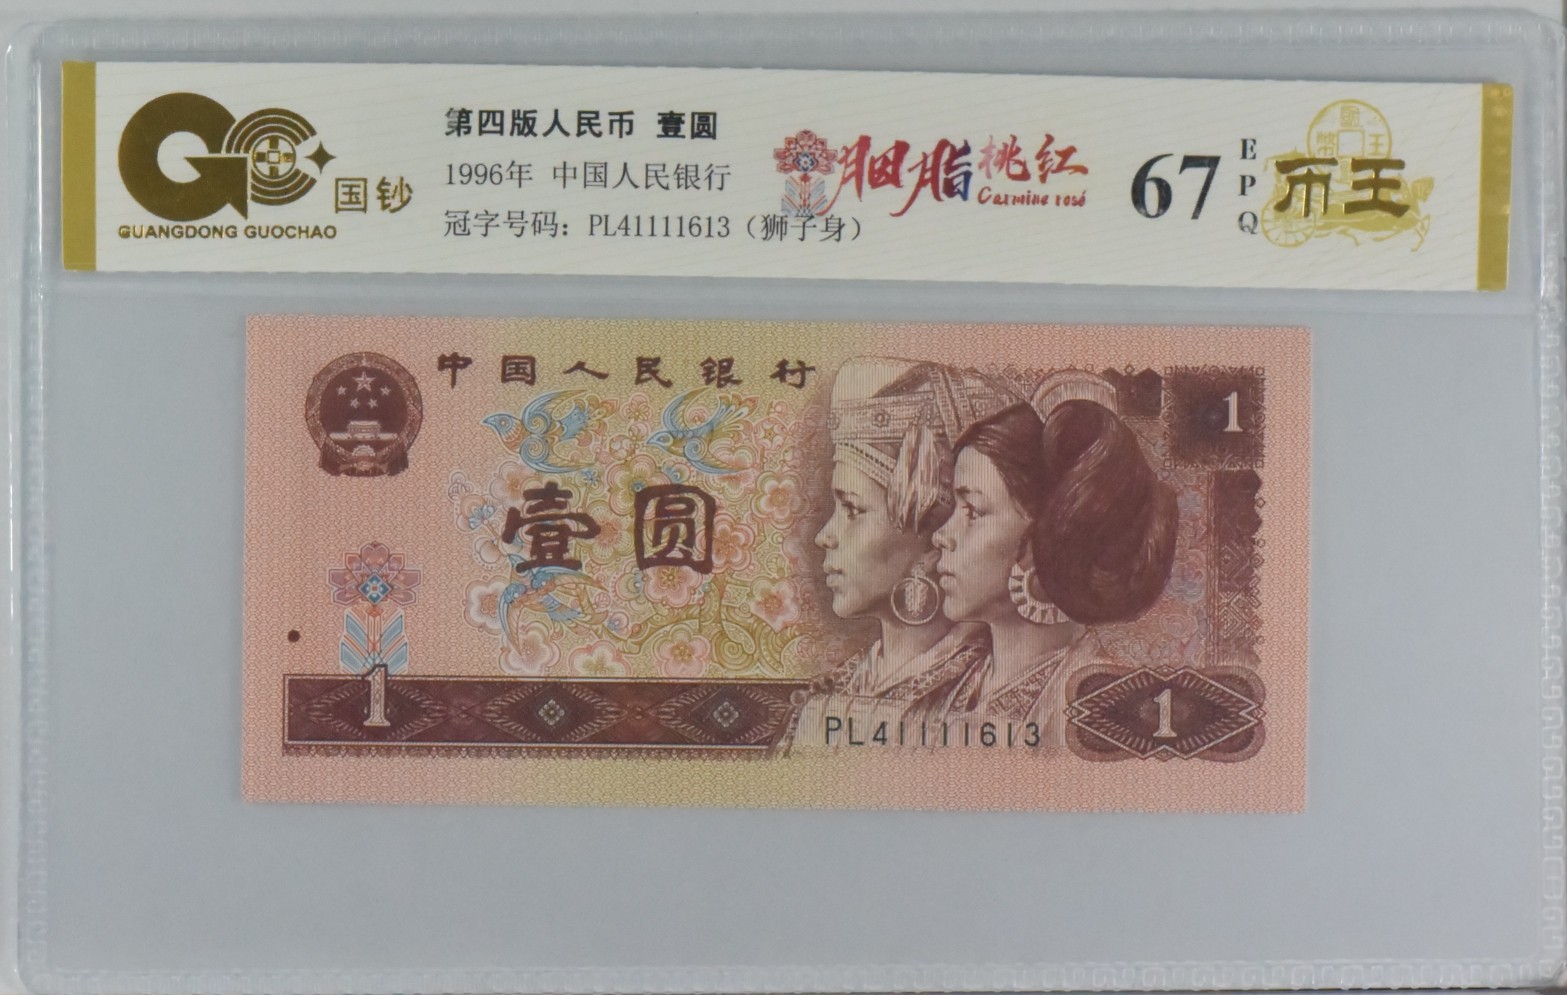 国钞
GUANGDONG GUOCHAO
第四版人民币 壹圆
1996年 中国人民银行
冠字号码：PL41111613（狮子身）
胭脂桃红
Carmine rosé
67
EPQ
币王
中国人民银行
1
壹圆
1
PL41111613
1